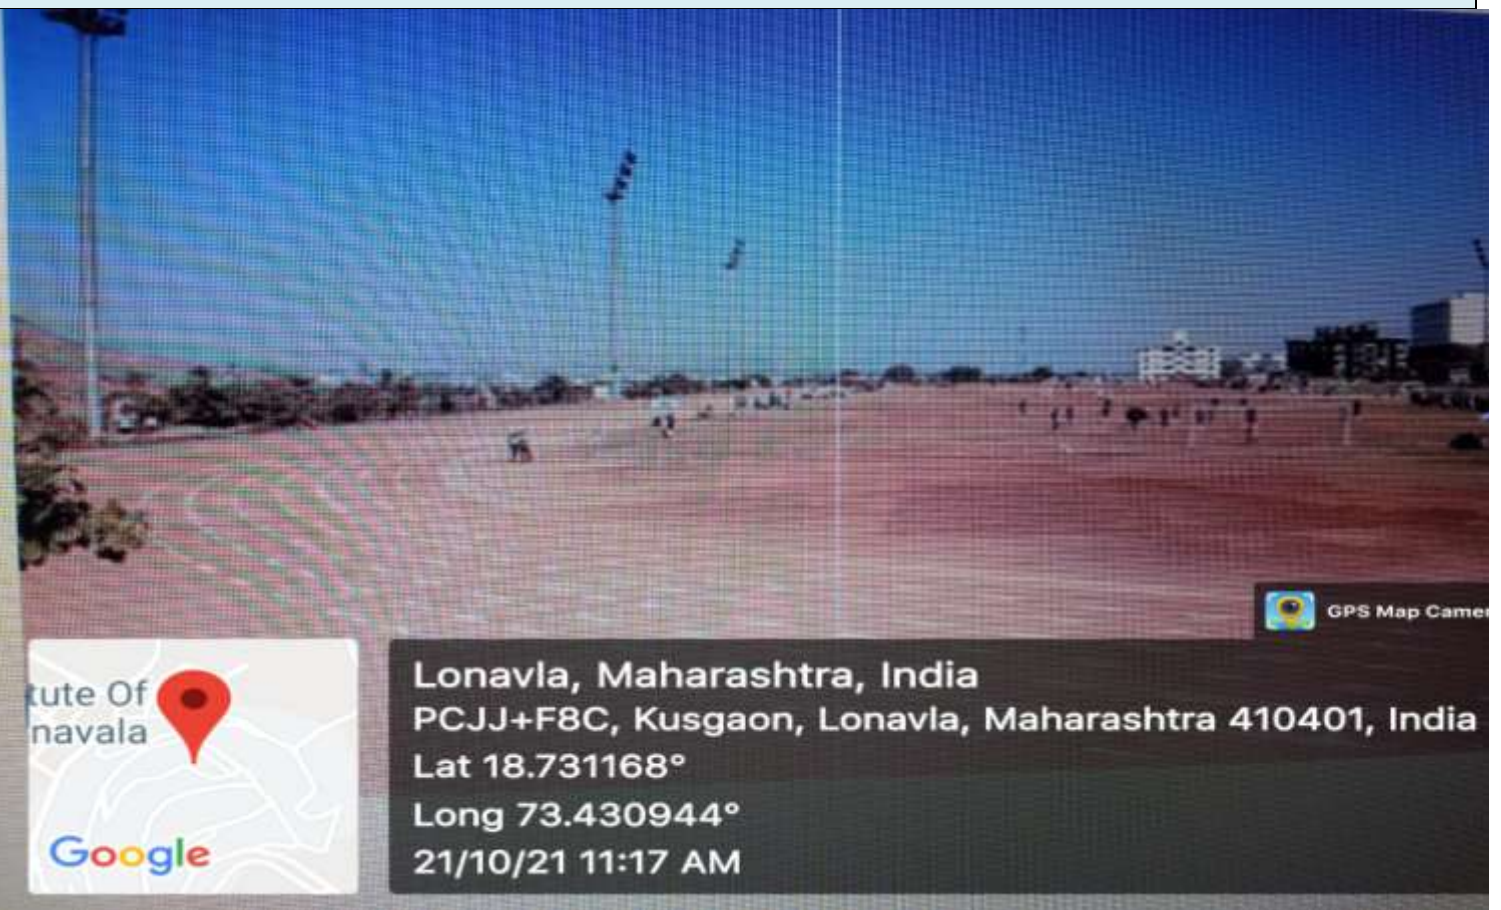 GPS Map Camer
tute Of
navala
Google
Lonavla, Maharashtra, India
PCJJ+F8C, Kusgaon, Lonavla, Maharashtra 410401, India
Lat 18.731168°
Long 73.430944°
21/10/21 11:17 AM